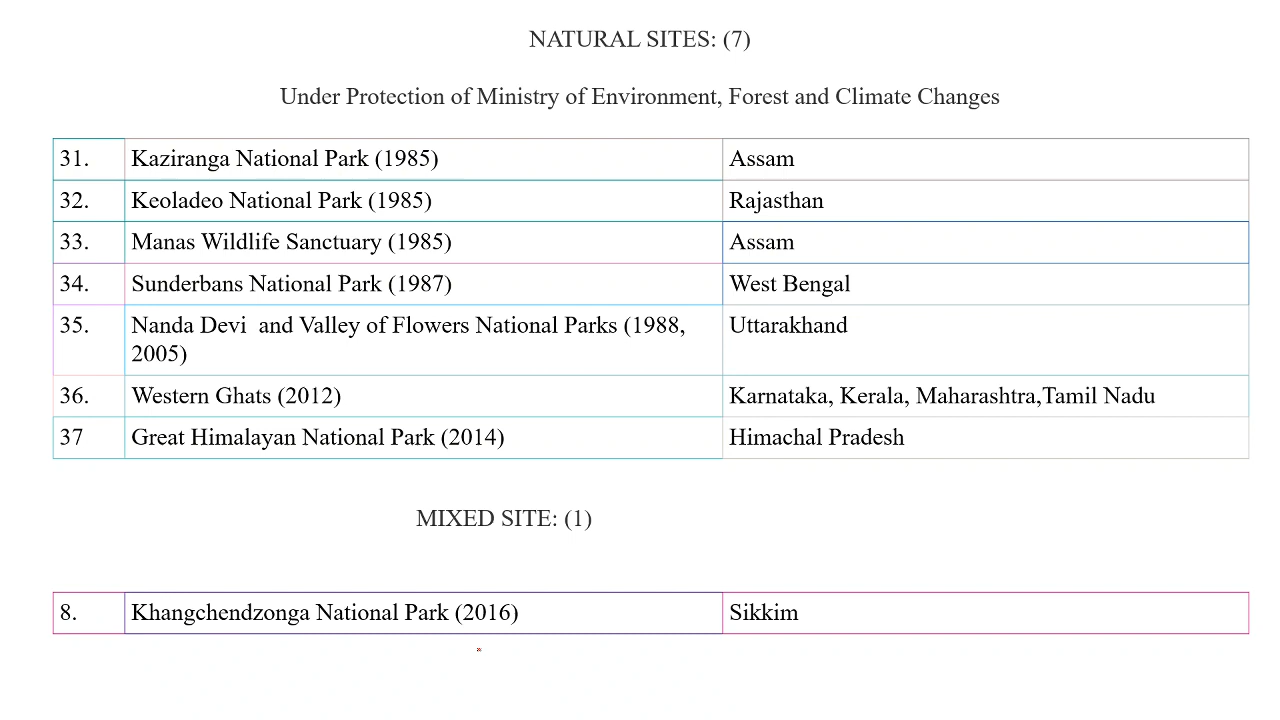 NATURAL SITES: (7)
Under Protection of Ministry of Environment, Forest and Climate Changes
31. Kaziranga National Park (1985) Assam
32. Keoladeo National Park (1985) Rajasthan
33. Manas Wildlife Sanctuary (1985) Assam
34. Sunderbans National Park (1987) West Bengal
35. Nanda Devi  and Valley of Flowers National Parks (1988, Uttarakhand
2005)
36. Western Ghats (2012) Karnataka, Kerala, Maharashtra,Tamil Nadu
37 Great Himalayan National Park (2014) Himachal Pradesh
MIXED SITE: (1)
8. Khangchendzonga National Park (2016) Sikkim